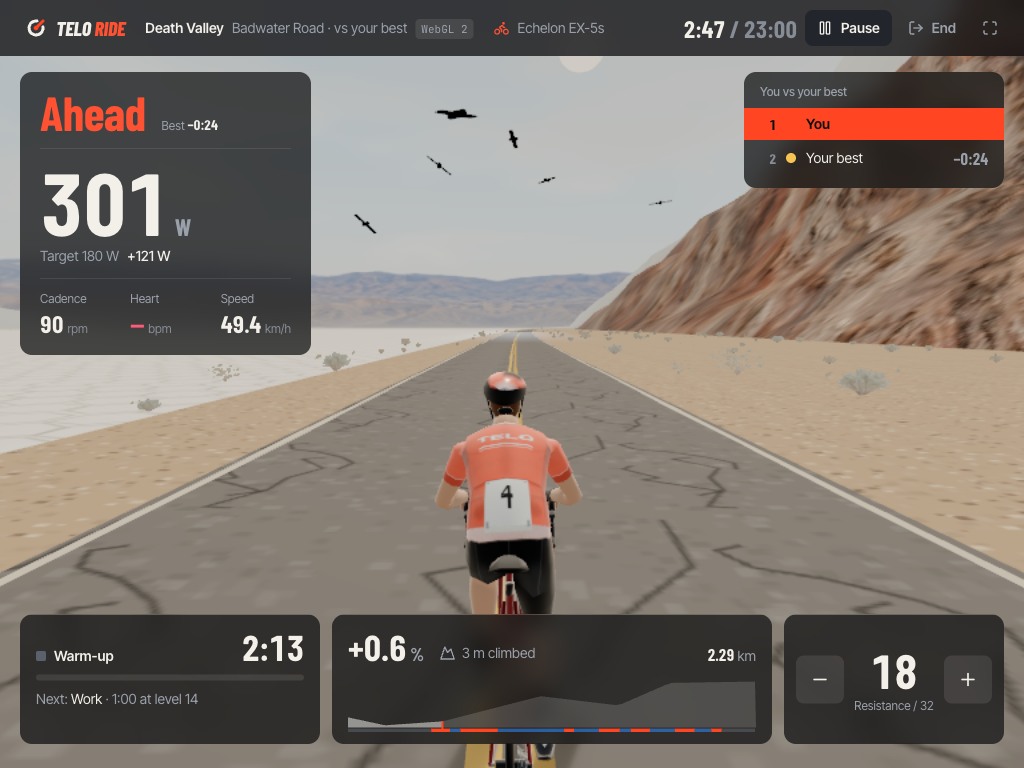 TELO RIDE
Death Valley Badwater Road · vs your best WebGL 2
Echelon EX-5s
2:47 / 23:00
Pause
End
Ahead Best −0:24
301 W
Target 180 W +121 W
Cadence Heart Speed
90 rpm − bpm 49.4 km/h
You vs your best
1 You
2 Your best −0:24
TELO
4
Warm-up 2:13
Next: Work · 1:00 at level 14
+0.6 % 3 m climbed 2.29 km
− 18 +
Resistance / 32